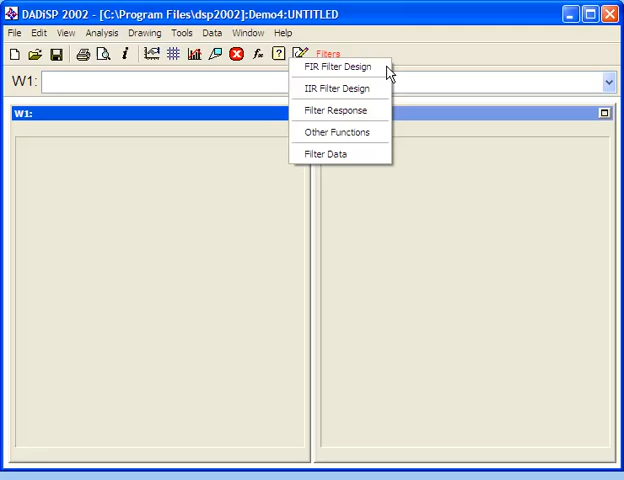 DADiSP 2002 - [C:\Program Files\dsp2002]:Demo4:UNTITLED
File Edit View Analysis Drawing Tools Data Window Help
Filters
W1:
FIR Filter Design
IIR Filter Design
Filter Response
Other Functions
Filter Data
W1: